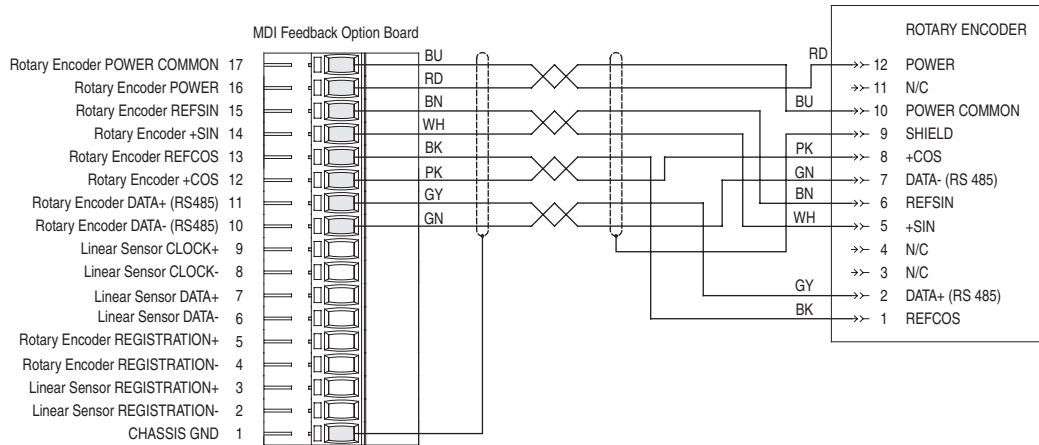 MDI Feedback Option Board
ROTARY ENCODER
Rotary Encoder POWER COMMON 17
Rotary Encoder POWER 16
Rotary Encoder REFSIN 15
Rotary Encoder +SIN 14
Rotary Encoder REFCOS 13
Rotary Encoder +COS 12
Rotary Encoder DATA+ (RS485) 11
Rotary Encoder DATA- (RS485) 10
Linear Sensor CLOCK+ 9
Linear Sensor CLOCK- 8
Linear Sensor DATA+ 7
Linear Sensor DATA- 6
Rotary Encoder REGISTRATION+ 5
Rotary Encoder REGISTRATION- 4
Linear Sensor REGISTRATION+ 3
Linear Sensor REGISTRATION- 2
CHASSIS GND 1
BU
RD
BN
WH
BK
PK
GY
GN
RD
BU
PK
GN
BN
WH
GY
BK
12 POWER
11 N/C
10 POWER COMMON
9 SHIELD
8 +COS
7 DATA- (RS 485)
6 REFSIN
5 +SIN
4 N/C
3 N/C
2 DATA+ (RS 485)
1 REFCOS